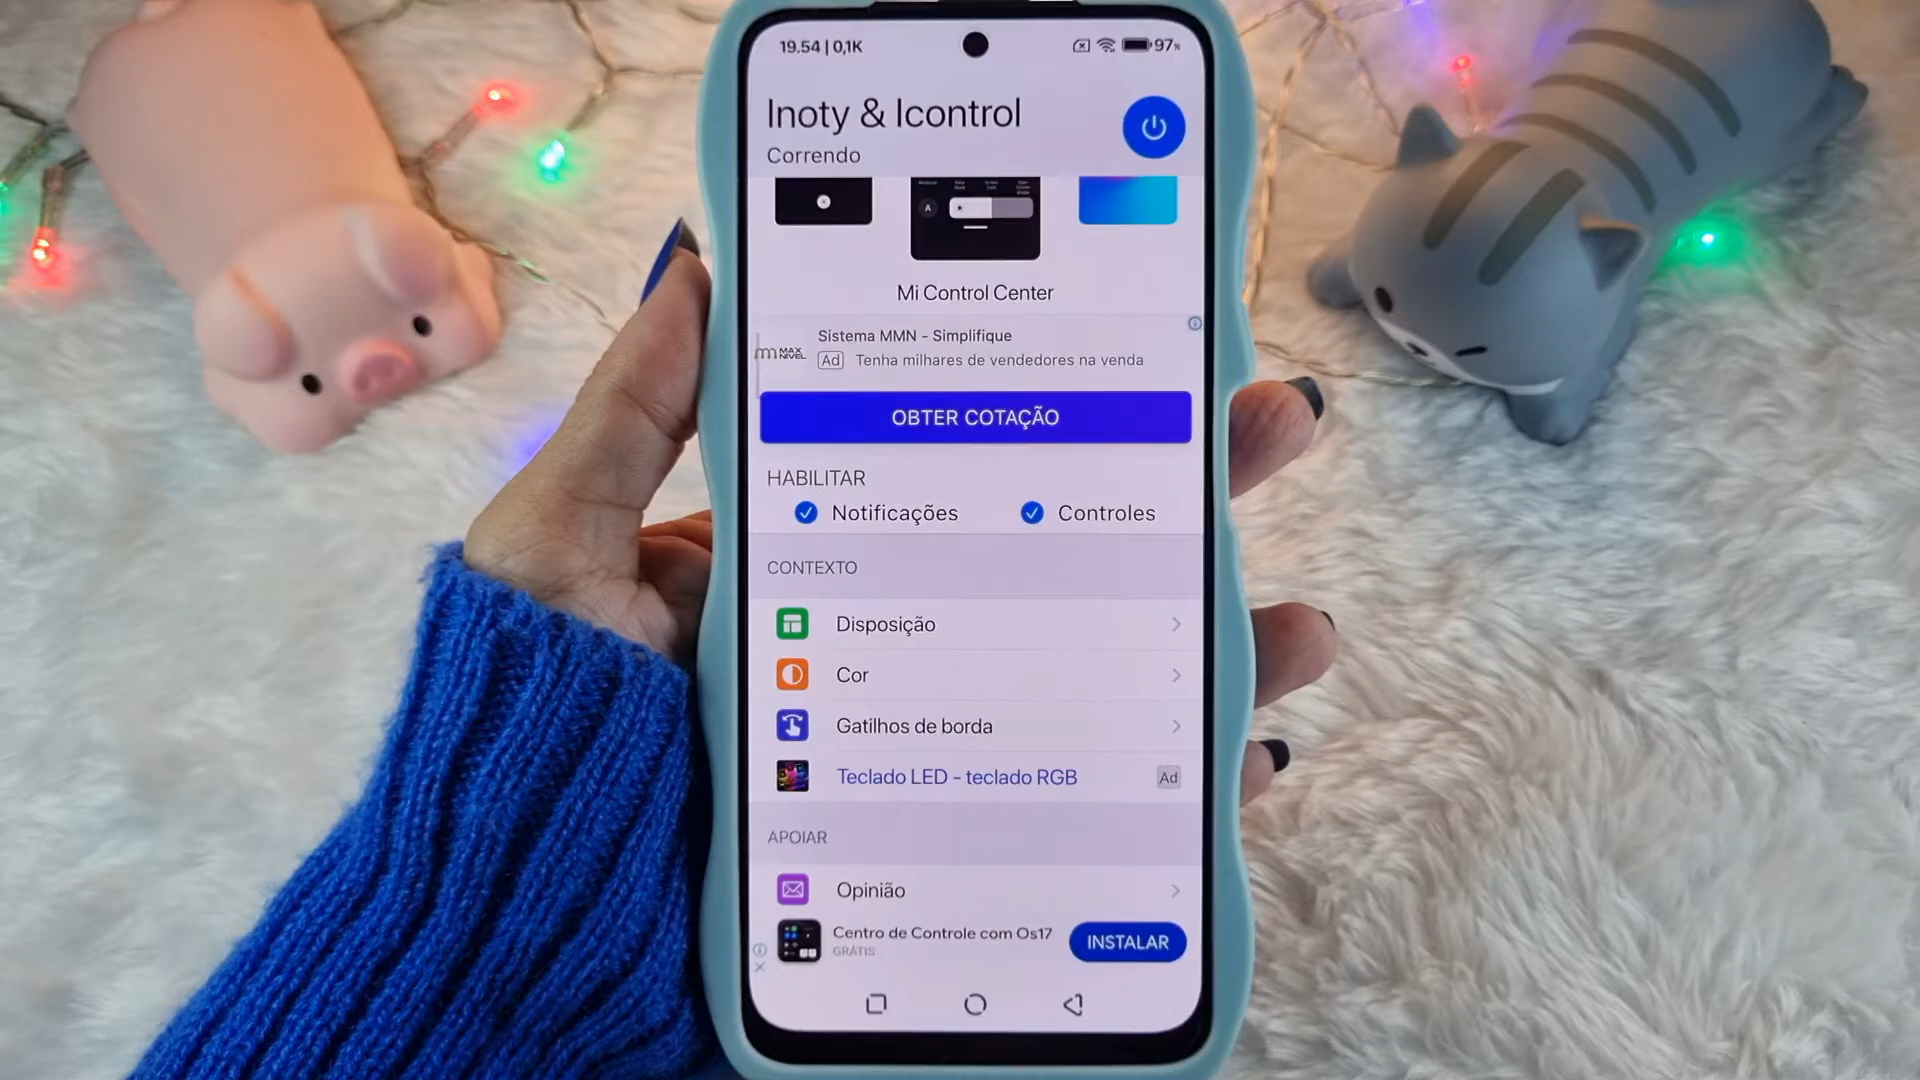 19.54 | 0,1K
97%
Inoty & Icontrol
Correndo
A
Mi Control Center
Sistema MMN - Simplifique
MAX NIVEL
Ad Tenha milhares de vendedores na venda
OBTER COTAÇÃO
HABILITAR
Notificações
Controles
CONTEXTO
Disposição
Cor
Gatilhos de borda
Teclado LED - teclado RGB
Ad
APOIAR
Opinião
Centro de Controle com Os17
GRÁTIS
INSTALAR